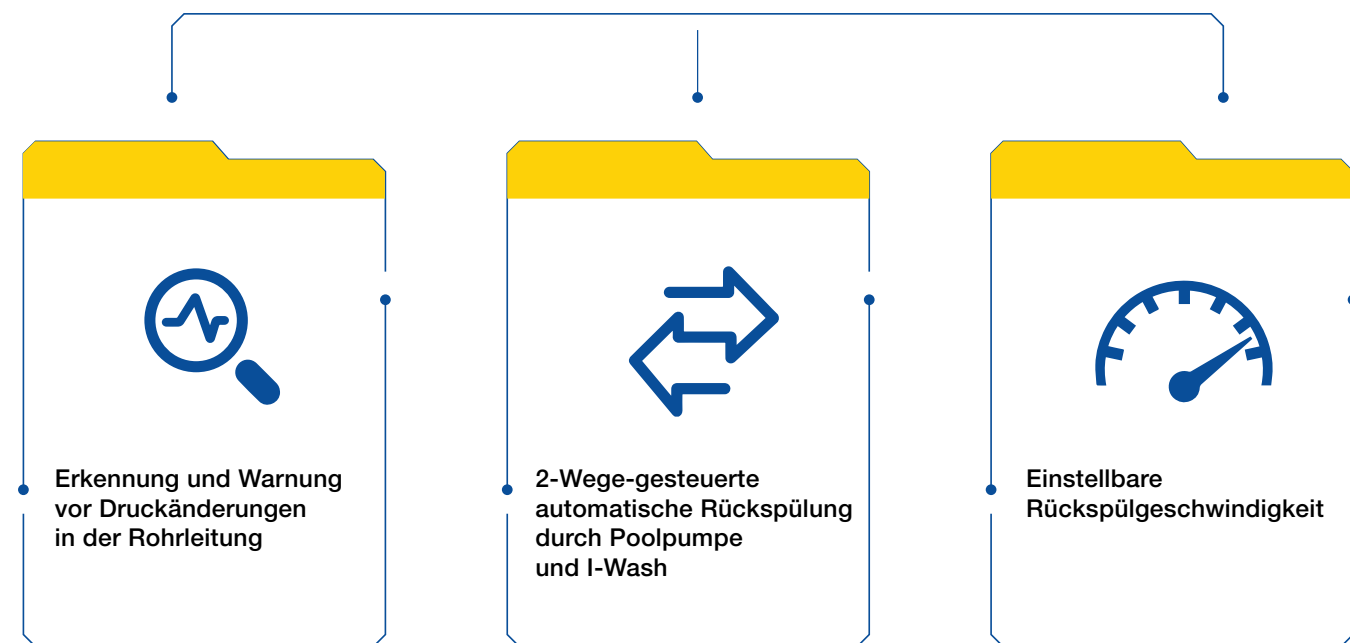 Erkennung und Warnung
vor Druckänderungen
in der Rohrleitung
2-Wege-gesteuerte
automatische Rückspülung
durch Poolpumpe
und I-Wash
Einstellbare
Rückspülgeschwindigkeit